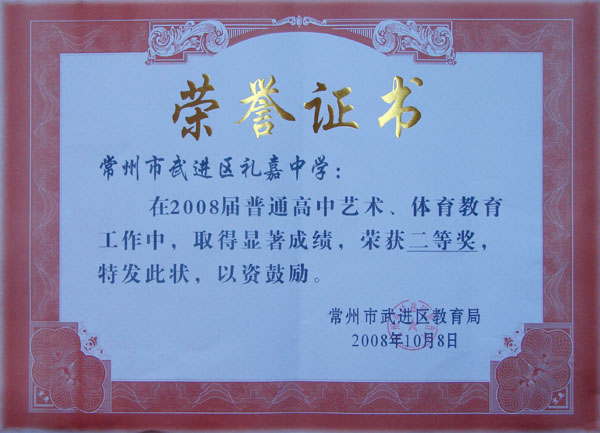 荣誉证书
常州市武进区礼嘉中学：
在2008届普通高中艺术、体育教育
工作中，取得显著成绩，荣获二等奖，
特发此状，以资鼓励。
常州市武进区教育局
2008年10月8日